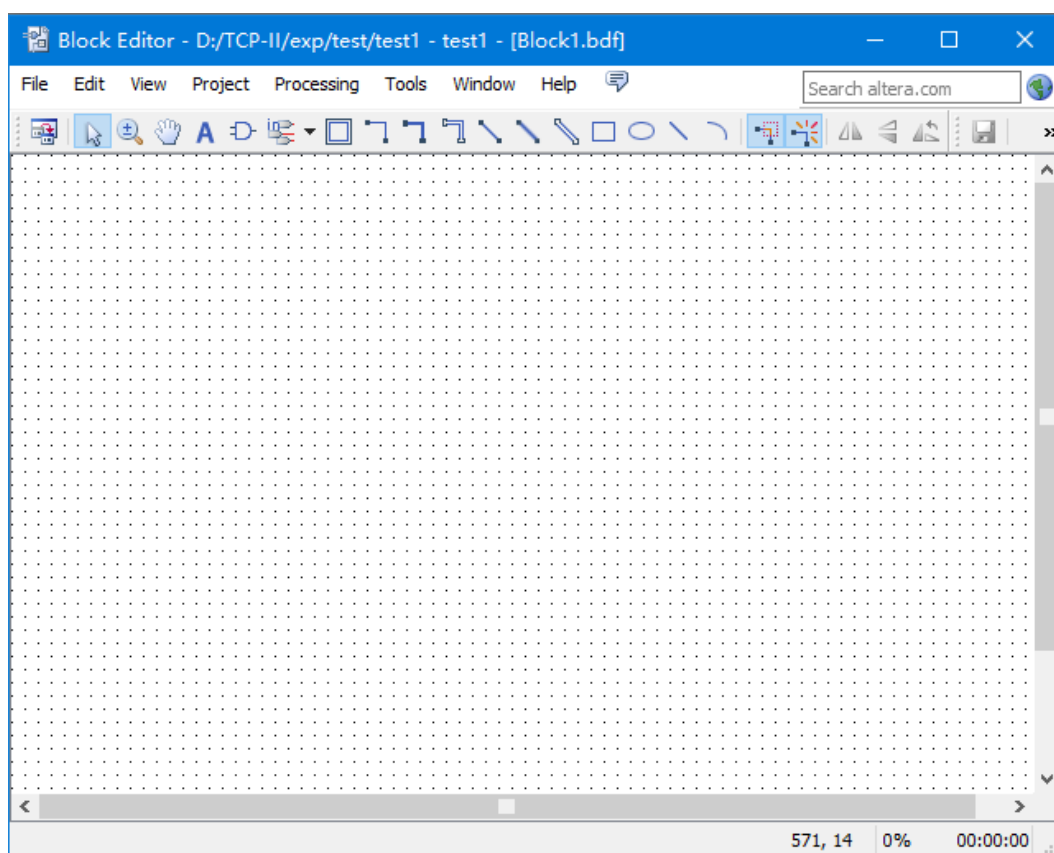 Block Editor - D:/TCP-II/exp/test/test1 - test1 - [Block1.bdf]
File Edit View Project Processing Tools Window Help Search altera.com
A
571, 14 0% 00:00:00